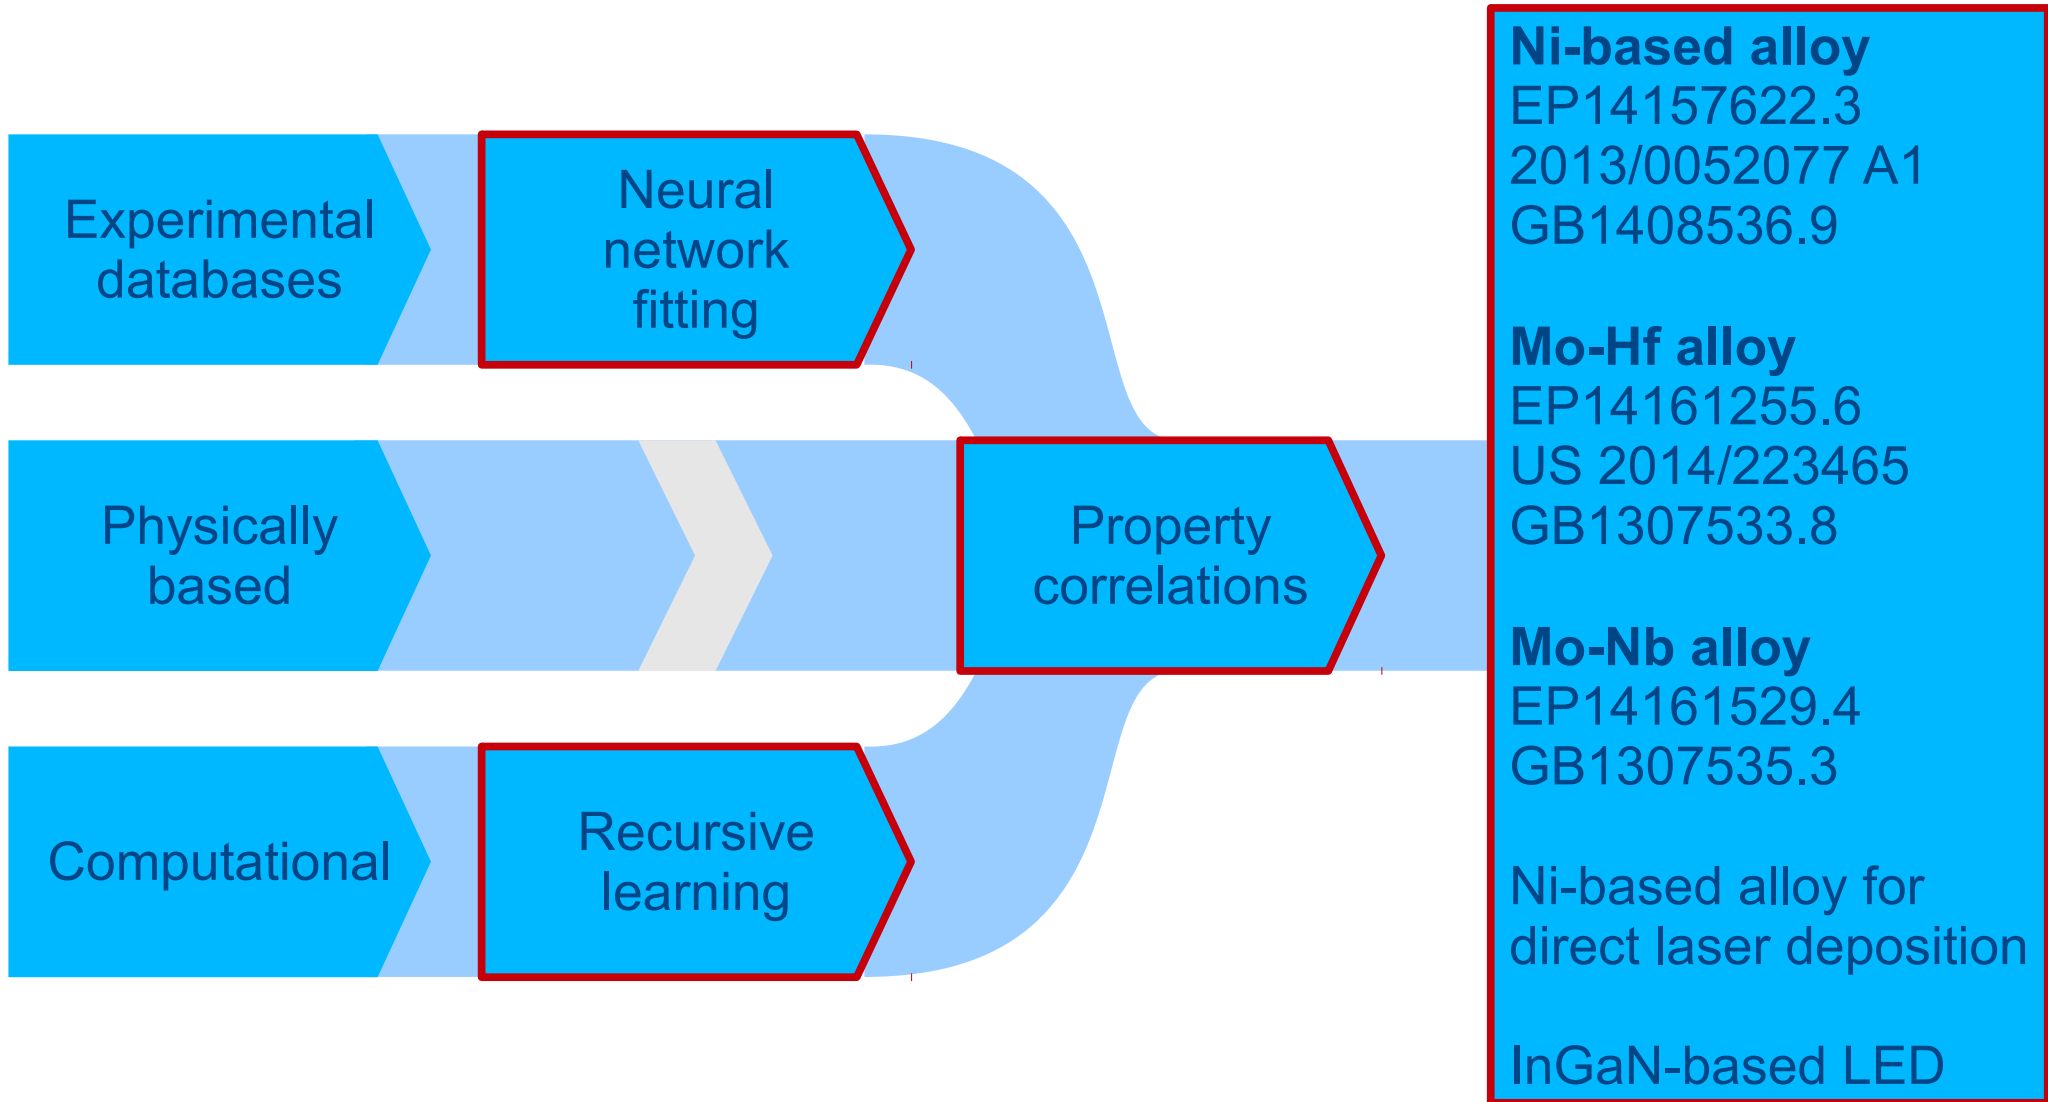 Experimental
databases
Neural
network
fitting
Physically
based
Property
correlations
Computational
Recursive
learning
Ni-based alloy
EP14157622.3
2013/0052077 A1
GB1408536.9
Mo-Hf alloy
EP14161255.6
US 2014/223465
GB1307533.8
Mo-Nb alloy
EP14161529.4
GB1307535.3
Ni-based alloy for
direct laser deposition
InGaN-based LED